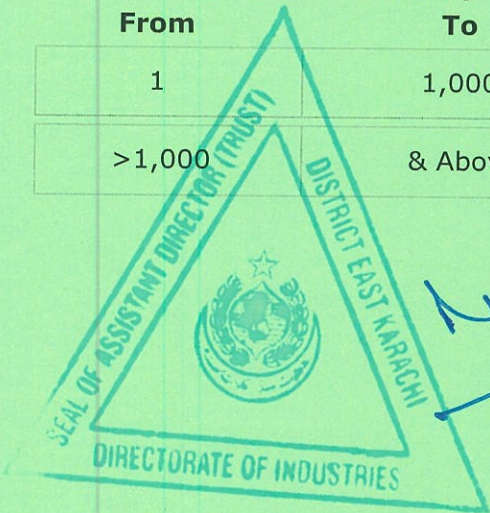 From To
1 1,000
>1,000 & Abov
SEAL OF ASSISTANT DIRECTOR (TRUST)
DISTRICT EAST KARACHI
DIRECTORATE OF INDUSTRIES